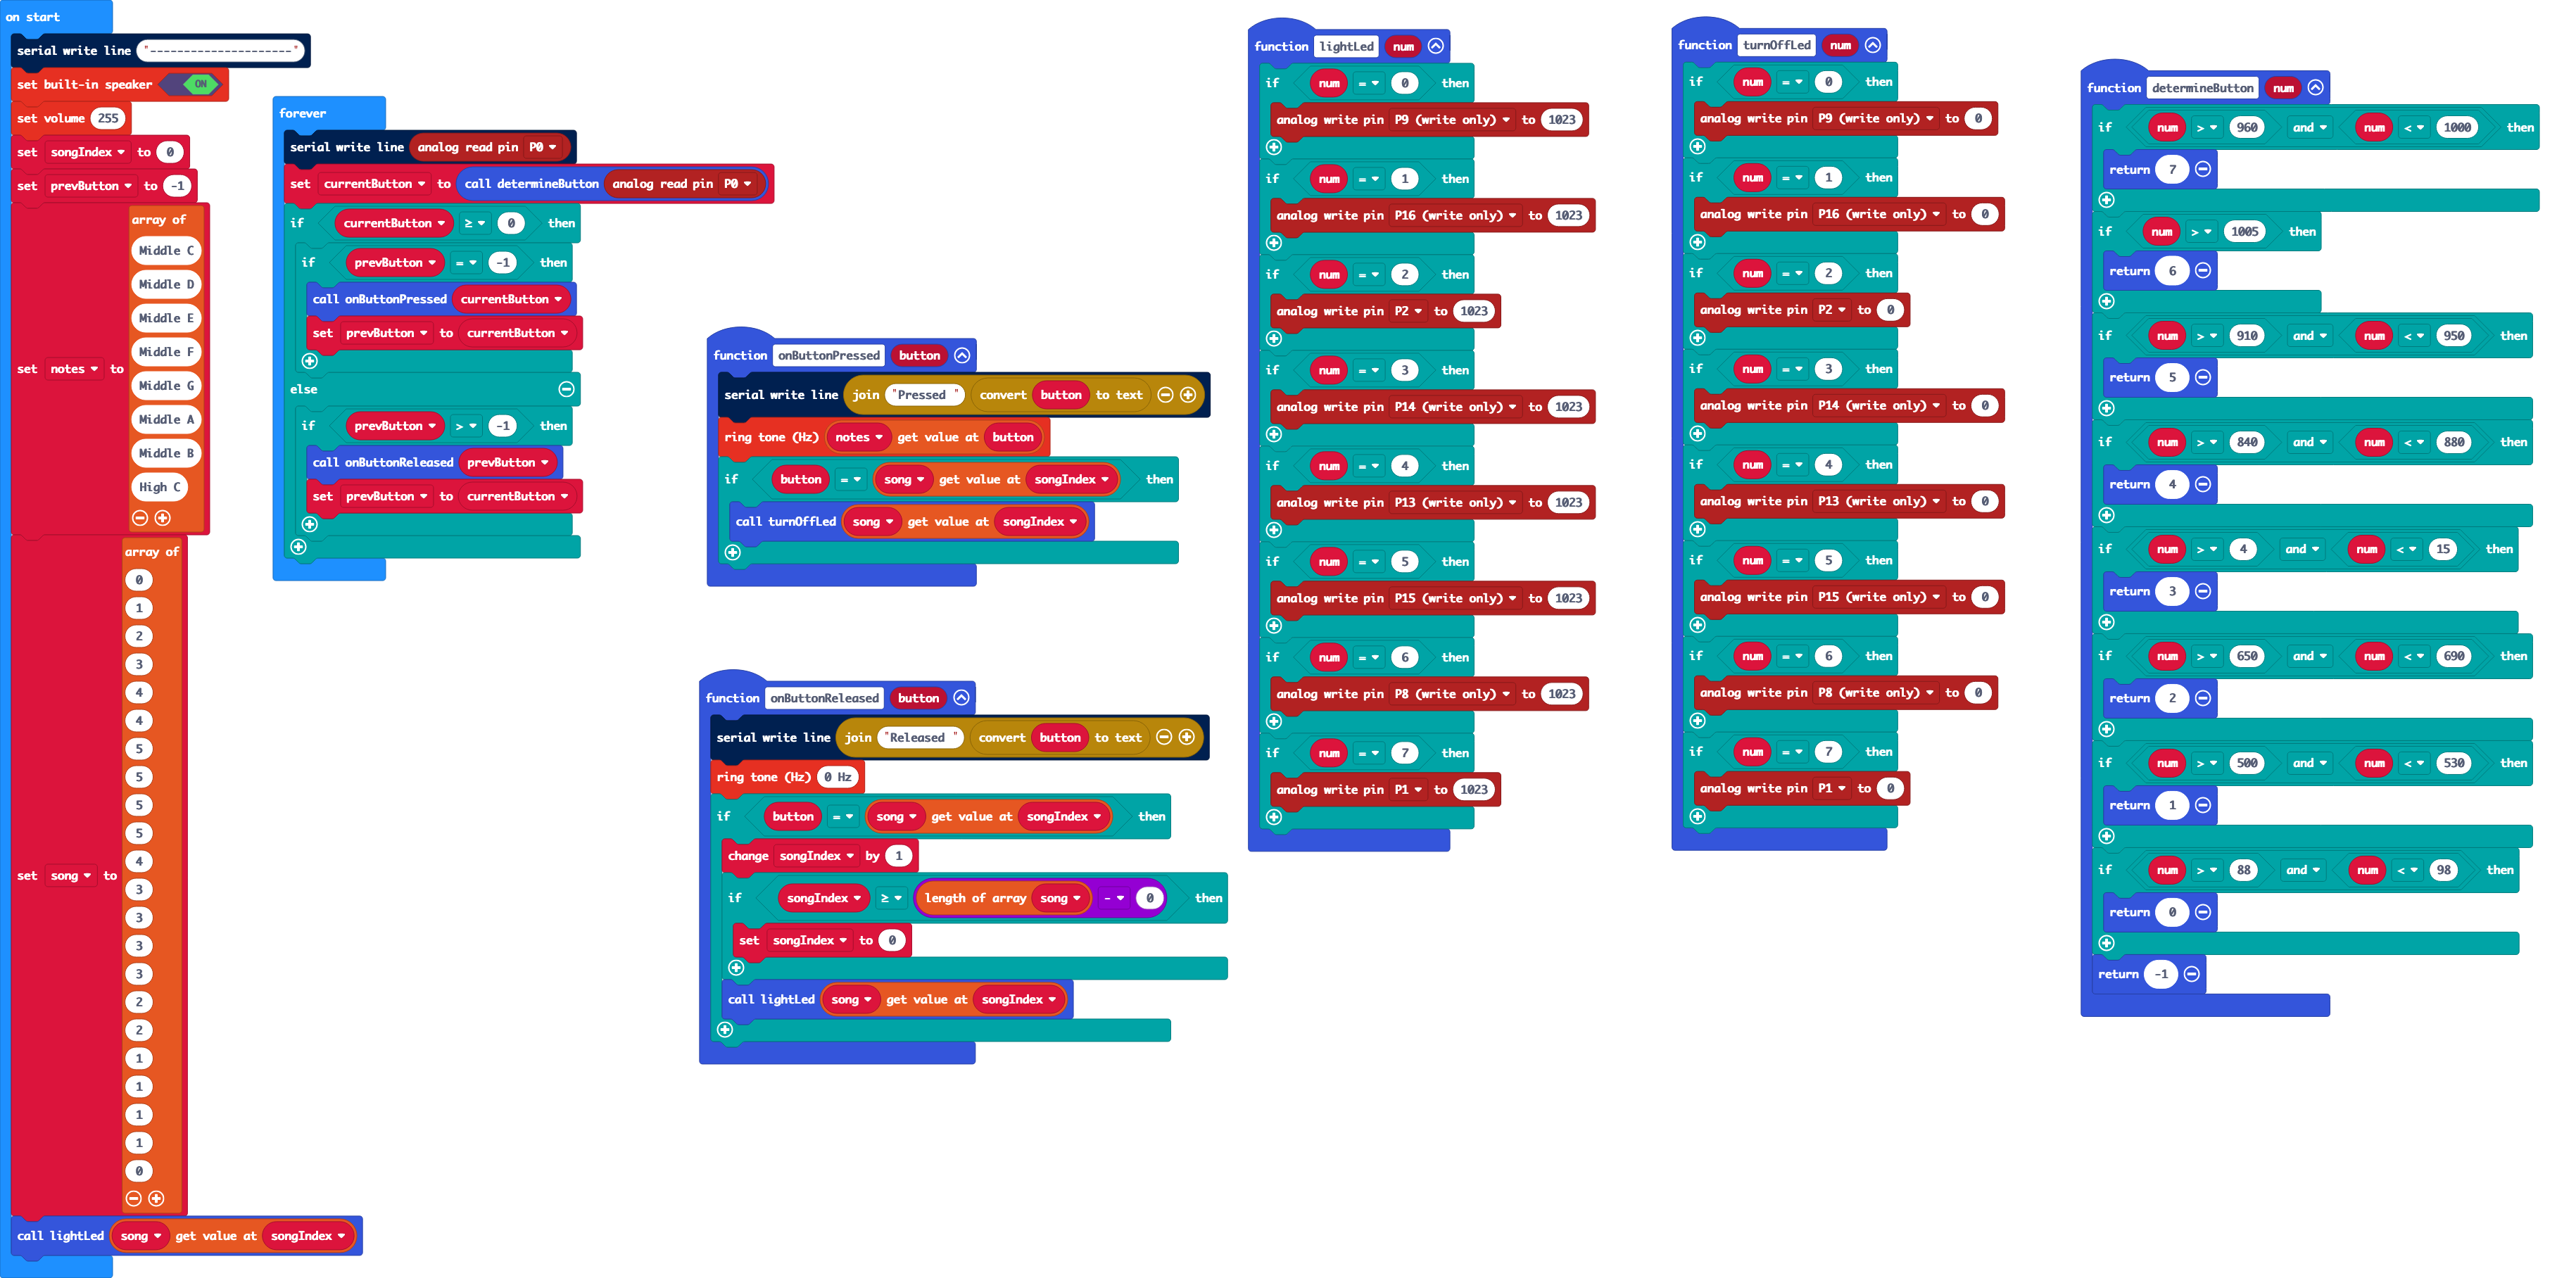 on start
serial write line "---------------------"
set built-in speaker ON
set volume 255
set songIndex to 0
set prevButton to -1
set notes to array of
Middle C
Middle D
Middle E
Middle F
Middle G
Middle A
Middle B
High C
set song to array of
0
1
2
3
4
4
5
5
5
5
4
3
3
3
3
2
2
1
1
1
1
0
call lightLed song get value at songIndex
forever
serial write line analog read pin P0
set currentButton to call determineButton analog read pin P0
if currentButton ≥ 0 then
if prevButton = -1 then
call onButtonPressed currentButton
set prevButton to currentButton
else
if prevButton > -1 then
call onButtonReleased prevButton
set prevButton to currentButton
function onButtonPressed button
serial write line join "Pressed " convert button to text
ring tone (Hz) notes get value at button
if button = song get value at songIndex then
call turnOffLed song get value at songIndex
function onButtonReleased button
serial write line join "Released " convert button to text
ring tone (Hz) 0 Hz
if button = song get value at songIndex then
change songIndex by 1
if songIndex ≥ length of array song - 0 then
set songIndex to 0
call lightLed song get value at songIndex
function lightLed num
if num = 0 then
analog write pin P9 (write only) to 1023
if num = 1 then
analog write pin P16 (write only) to 1023
if num = 2 then
analog write pin P2 to 1023
if num = 3 then
analog write pin P14 (write only) to 1023
if num = 4 then
analog write pin P13 (write only) to 1023
if num = 5 then
analog write pin P15 (write only) to 1023
if num = 6 then
analog write pin P8 (write only) to 1023
if num = 7 then
analog write pin P1 to 1023
function turnOffLed num
if num = 0 then
analog write pin P9 (write only) to 0
if num = 1 then
analog write pin P16 (write only) to 0
if num = 2 then
analog write pin P2 to 0
if num = 3 then
analog write pin P14 (write only) to 0
if num = 4 then
analog write pin P13 (write only) to 0
if num = 5 then
analog write pin P15 (write only) to 0
if num = 6 then
analog write pin P8 (write only) to 0
if num = 7 then
analog write pin P1 to 0
function determineButton num
if num > 960 and num < 1000 then
return 7
if num > 1005 then
return 6
if num > 910 and num < 950 then
return 5
if num > 840 and num < 880 then
return 4
if num > 4 and num < 15 then
return 3
if num > 650 and num < 690 then
return 2
if num > 500 and num < 530 then
return 1
if num > 88 and num < 98 then
return 0
return -1